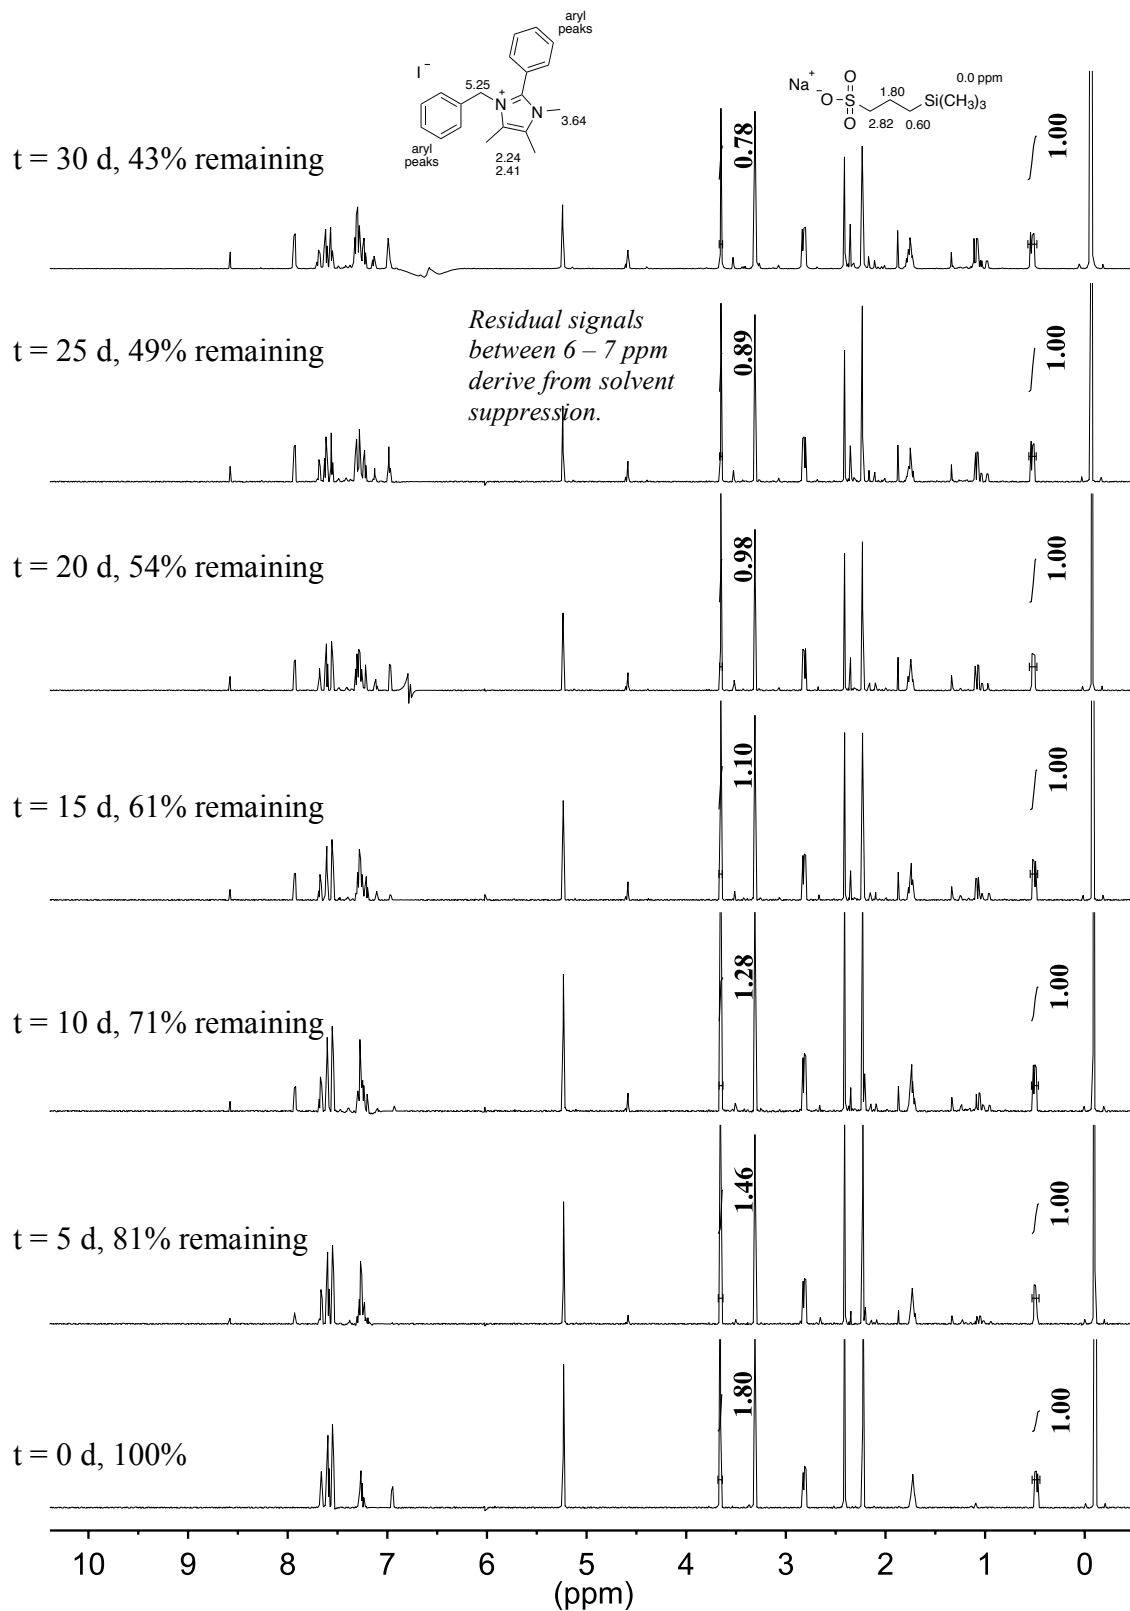 aryl
peaks
I⁻
5.25
N
+
N
3.64
aryl
peaks
2.24
2.41
Na⁺
⁻O
O
S
O
1.80
2.82
0.60
0.0 ppm
Si(CH₃)₃
t = 30 d, 43% remaining
0.78
1.00
t = 25 d, 49% remaining
Residual signals
between 6 – 7 ppm
derive from solvent
suppression.
0.89
1.00
t = 20 d, 54% remaining
0.98
1.00
t = 15 d, 61% remaining
1.10
1.00
t = 10 d, 71% remaining
1.28
1.00
t = 5 d, 81% remaining
1.46
1.00
t = 0 d, 100%
1.80
1.00
10 9 8 7 6 5 4 3 2 1 0
(ppm)